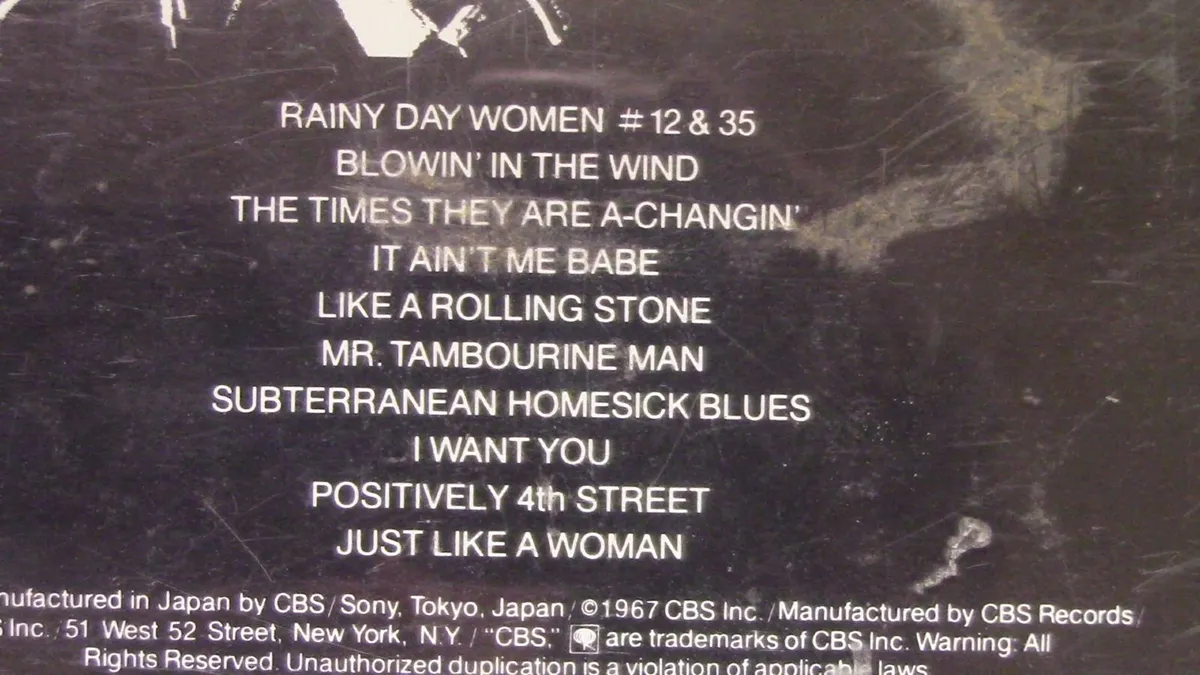 RAINY DAY WOMEN #12 & 35
BLOWIN' IN THE WIND
THE TIMES THEY ARE A-CHANGIN'
IT AIN'T ME BABE
LIKE A ROLLING STONE
MR. TAMBOURINE MAN
SUBTERRANEAN HOMESICK BLUES
I WANT YOU
POSITIVELY 4th STREET
JUST LIKE A WOMAN
nufactured in Japan by CBS/Sony, Tokyo, Japan/©1967 CBS Inc./Manufactured by CBS Records/
Inc./51 West 52 Street, New York, N.Y./"CBS," are trademarks of CBS Inc. Warning: All
Rights Reserved. Unauthorized duplication is a violation of applicable laws.